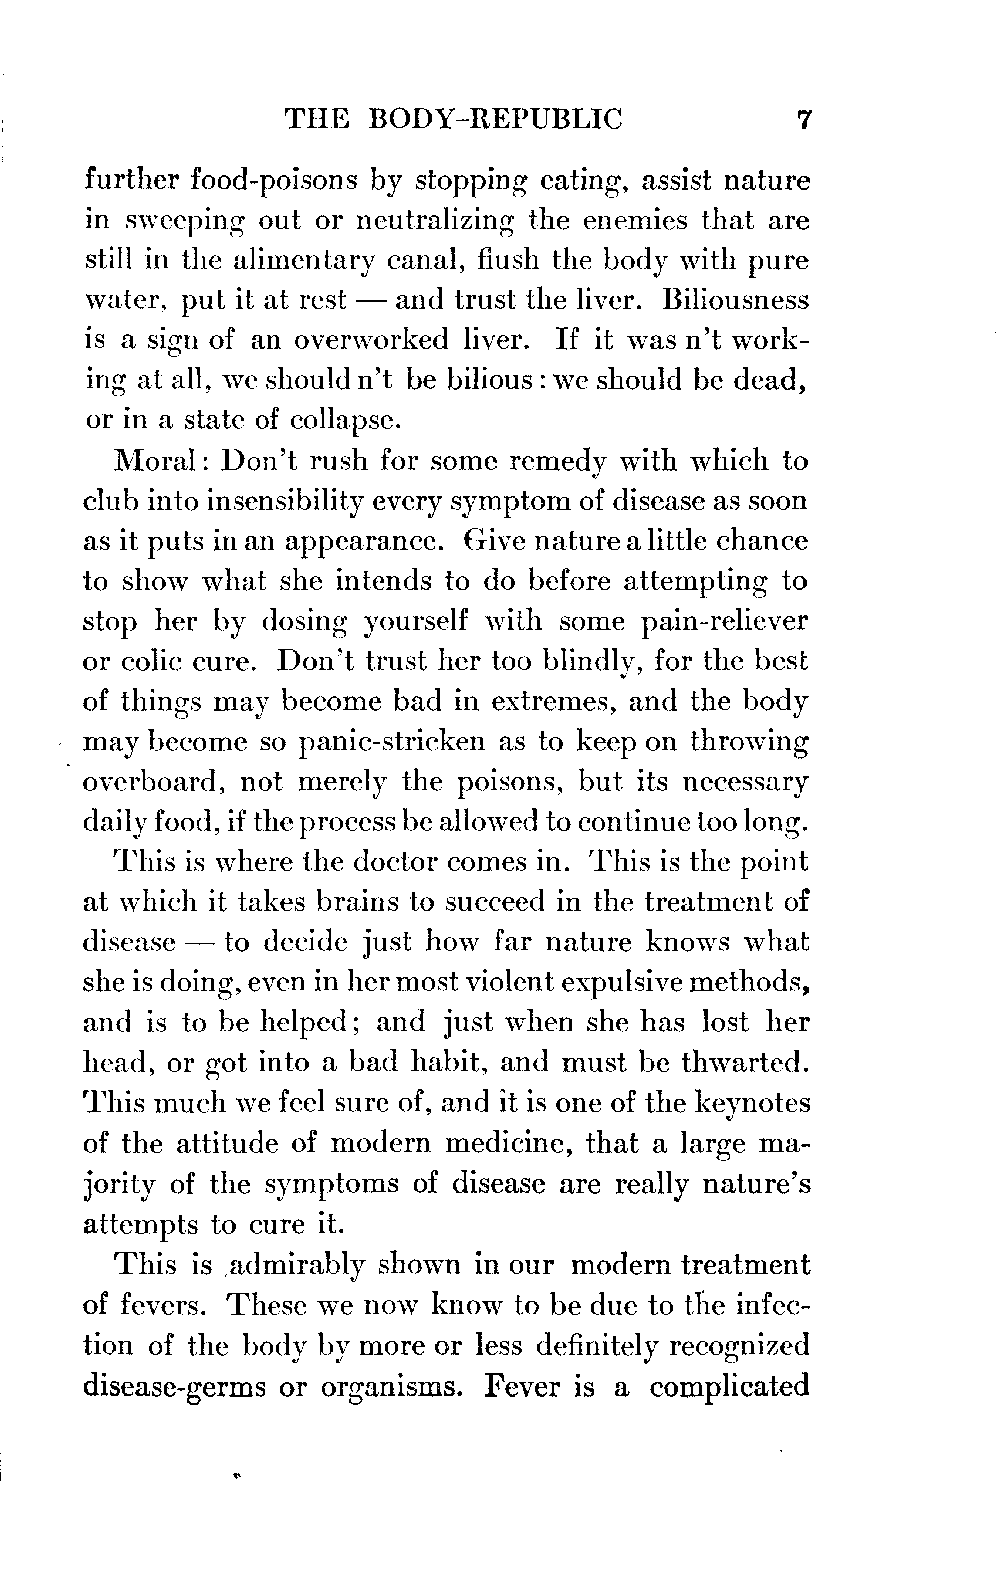 THE BODY-REPUBLIC 7
further food-poisons by stopping eating, assist nature
in sweeping out or neutralizing the enemies that are
still in the alimentary canal, flush the body with pure
water, put it at rest — and trust the liver. Biliousness
is a sign of an overworked liver. If it was n't work-
ing at all, we should n't be bilious: we should be dead,
or in a state of collapse.
Moral: Don't rush for some remedy with which to
club into insensibility every symptom of disease as soon
as it puts in an appearance. Give nature a little chance
to show what she intends to do before attempting to
stop her by dosing yourself with some pain-reliever
or colic cure. Don't trust her too blindly, for the best
of things may become bad in extremes, and the body
may become so panic-stricken as to keep on throwing
overboard, not merely the poisons, but its necessary
daily food, if the process be allowed to continue too long.
This is where the doctor comes in. This is the point
at which it takes brains to succeed in the treatment of
disease — to decide just how far nature knows what
she is doing, even in her most violent expulsive methods,
and is to be helped; and just when she has lost her
head, or got into a bad habit, and must be thwarted.
This much we feel sure of, and it is one of the keynotes
of the attitude of modern medicine, that a large ma-
jority of the symptoms of disease are really nature's
attempts to cure it.
This is admirably shown in our modern treatment
of fevers. These we now know to be due to the infec-
tion of the body by more or less definitely recognized
disease-germs or organisms. Fever is a complicated